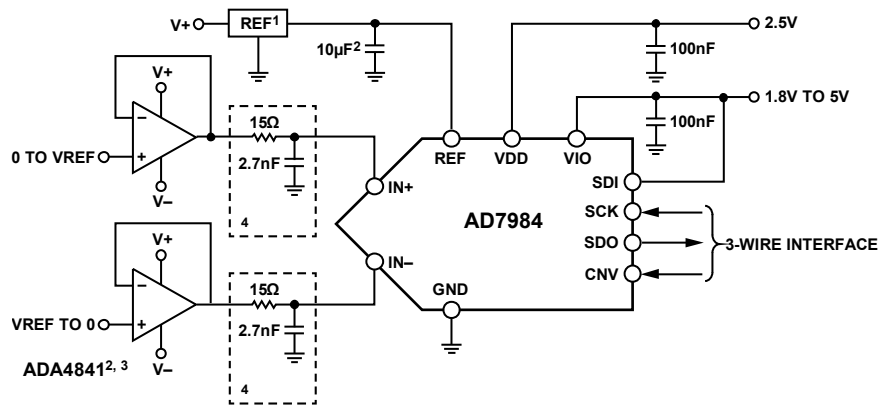 V+
REF¹
10µF²
100nF
2.5V
100nF
1.8V TO 5V
V+
–
+
0 TO VREF
V–
15Ω
2.7nF
4
REF
VDD
VIO
IN+
IN–
AD7984
GND
SDI
SCK
SDO
CNV
3-WIRE INTERFACE
V+
–
+
VREF TO 0
V–
ADA4841²˒ ³
15Ω
2.7nF
4